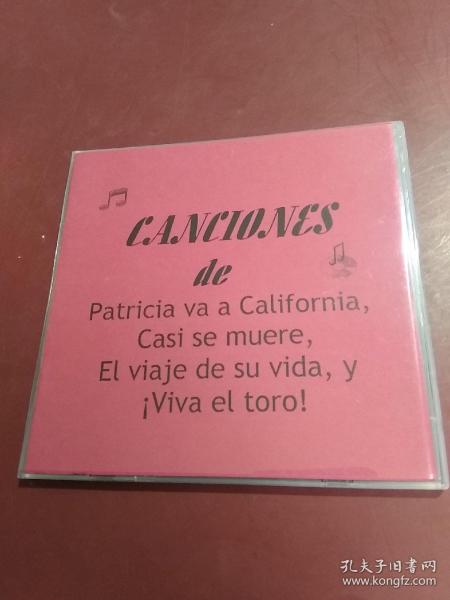 CANCIONES
de
Patricia va a California,
Casi se muere,
El viaje de su vida, y
¡Viva el toro!
孔夫子旧书网
www.kongfz.com